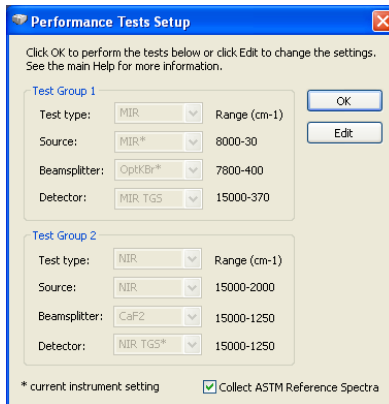 Performance Tests Setup
Click OK to perform the tests below or click Edit to change the settings.
See the main Help for more information.
Test Group 1
Test type: MIR Range (cm-1)
Source: MIR* 8000-30
Beamsplitter: OptKBr* 7800-400
Detector: MIR TGS 15000-370
OK
Edit
Test Group 2
Test type: NIR Range (cm-1)
Source: NIR 15000-2000
Beamsplitter: CaF2 15000-1250
Detector: NIR TGS* 15000-1250
* current instrument setting Collect ASTM Reference Spectra